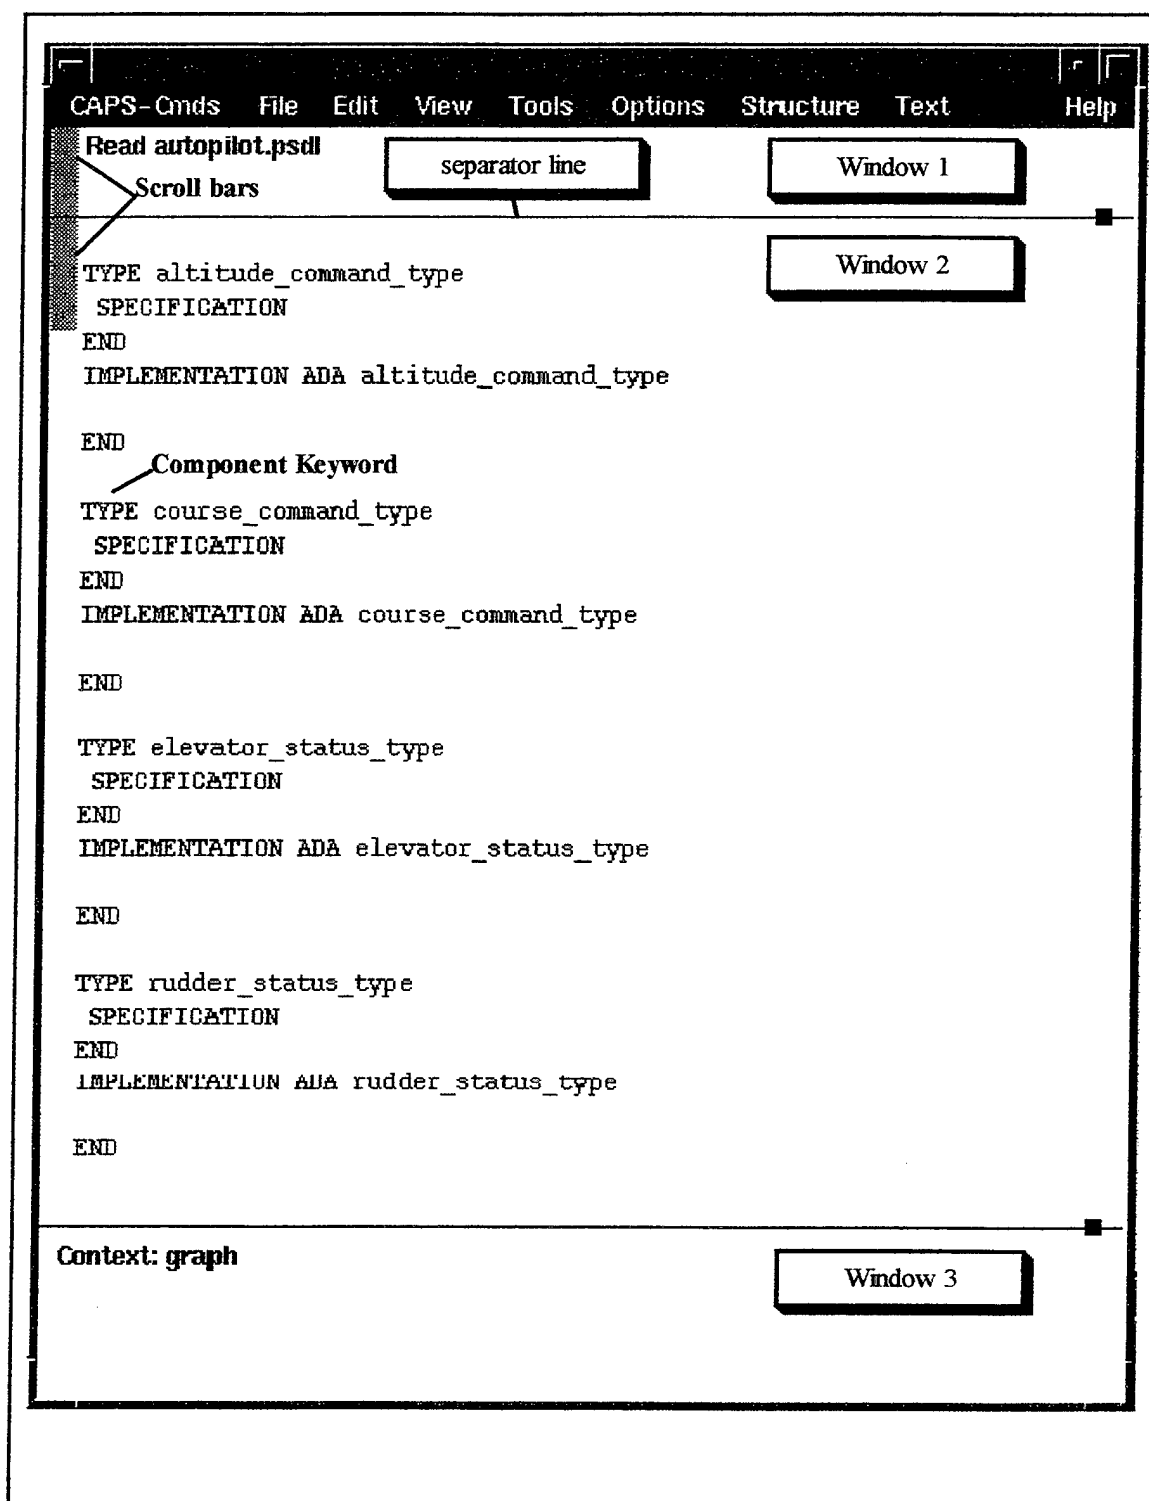 CAPS-Cmds File Edit View Tools Options Structure Text Help
Read autopilot.psdl
separator line
Window 1
Scroll bars
Window 2
TYPE altitude_command_type
SPECIFICATION
END
IMPLEMENTATION ADA altitude_command_type
END
Component Keyword
TYPE course_command_type
SPECIFICATION
END
IMPLEMENTATION ADA course_command_type
END
TYPE elevator_status_type
SPECIFICATION
END
IMPLEMENTATION ADA elevator_status_type
END
TYPE rudder_status_type
SPECIFICATION
END
IMPLEMENTATION ADA rudder_status_type
END
Context: graph
Window 3